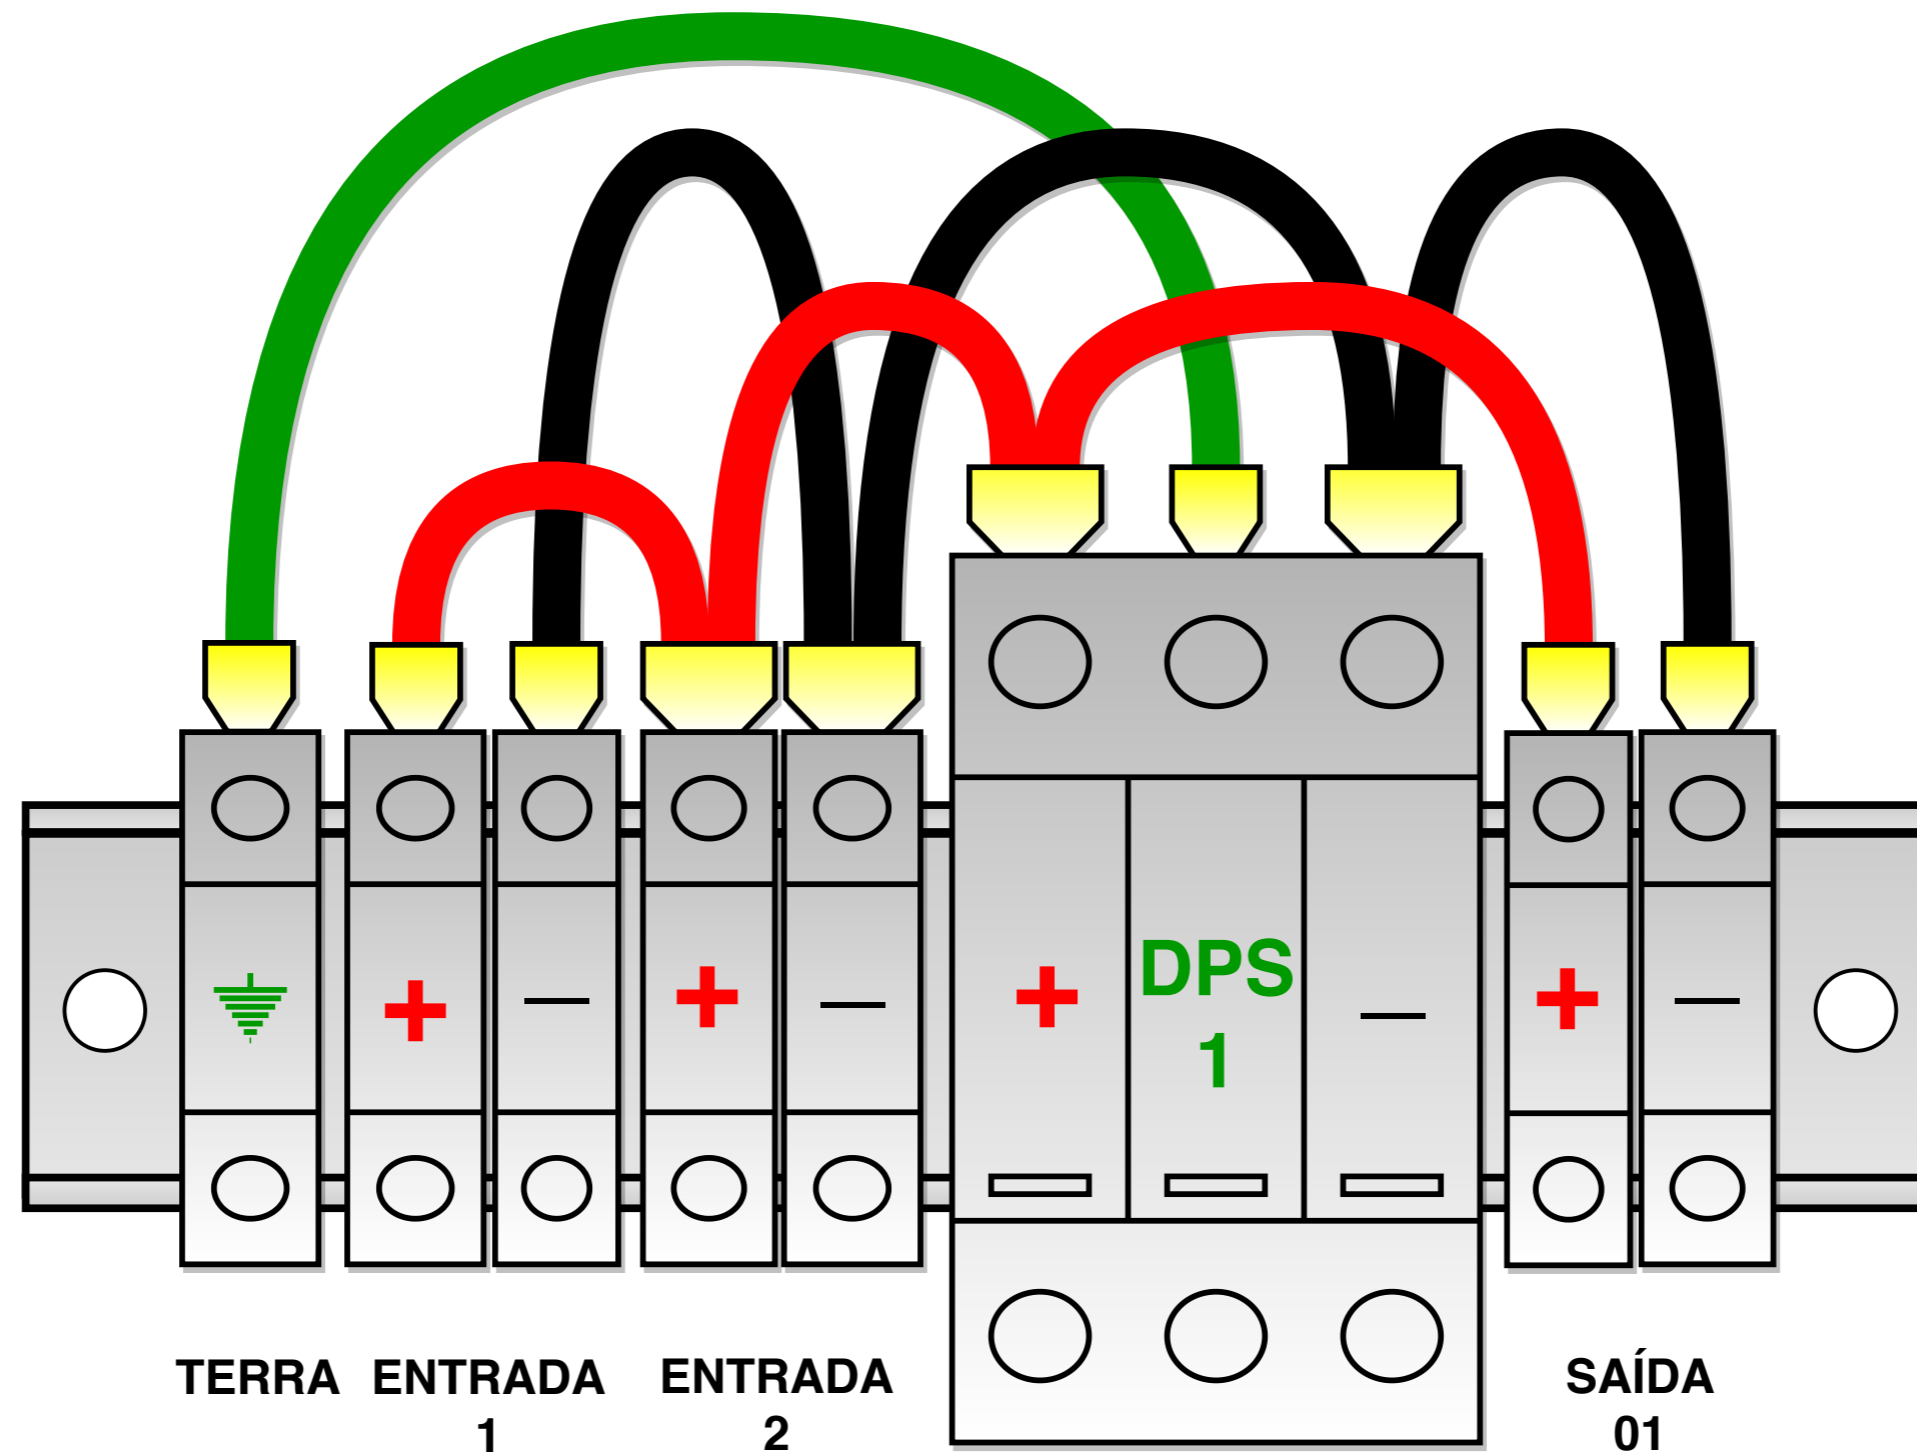 + − + − + DPS − + −
1
TERRA ENTRADA ENTRADA SAÍDA
1 2 01